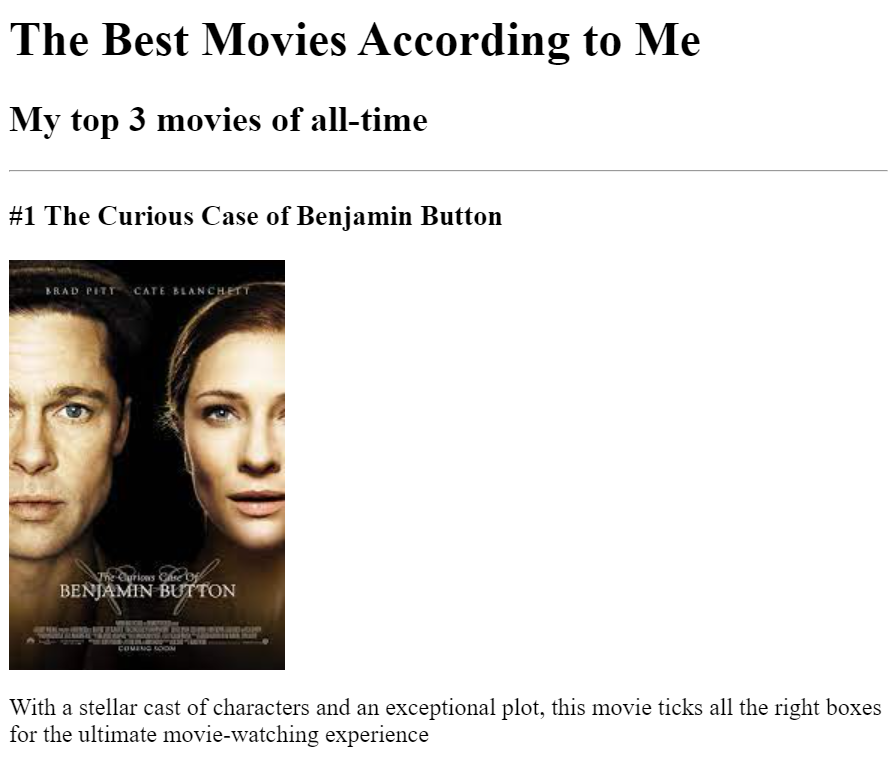 The Best Movies According to Me
My top 3 movies of all-time
#1 The Curious Case of Benjamin Button
BRAD PITT CATE BLANCHETT
The Curious Case Of
BENJAMIN BUTTON
COMING SOON
With a stellar cast of characters and an exceptional plot, this movie ticks all the right boxes
for the ultimate movie-watching experience